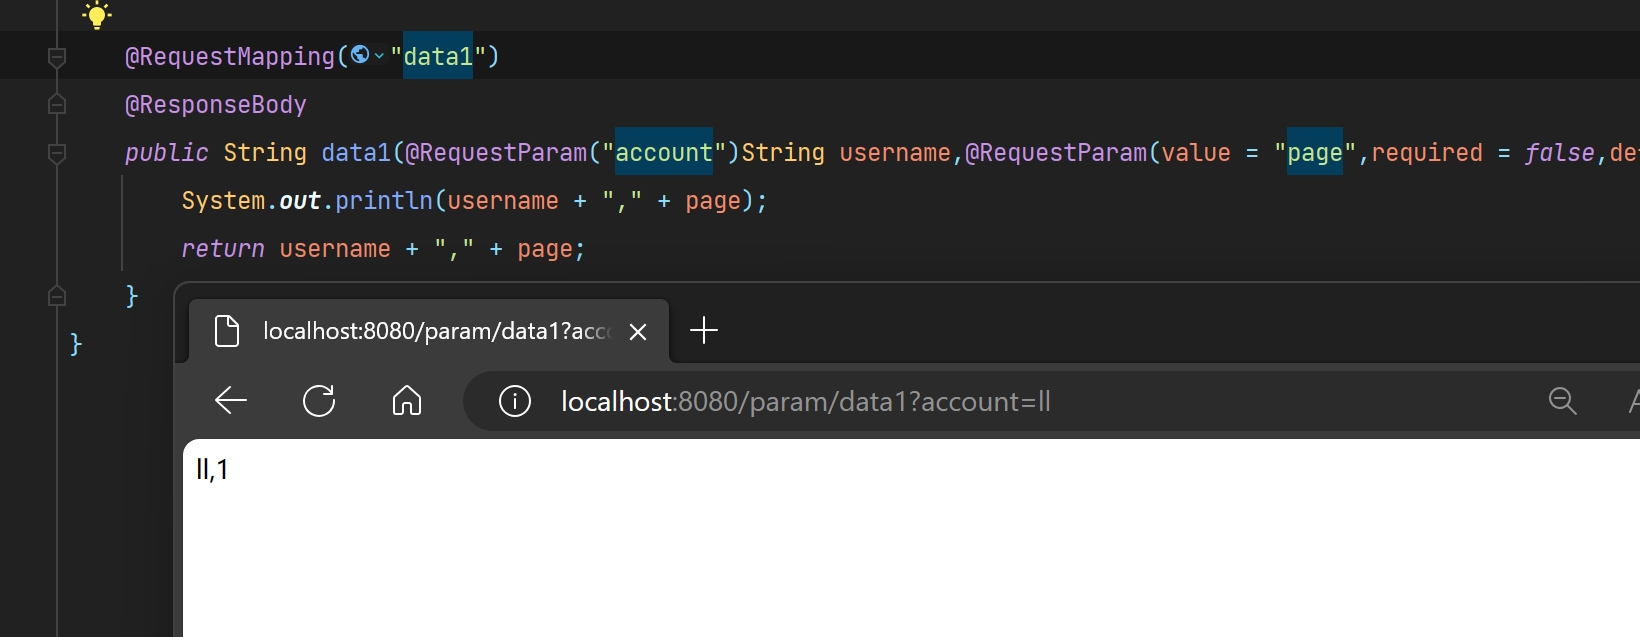 @RequestMapping("data1")
@ResponseBody
public String data1(@RequestParam("account")String username,@RequestParam(value = "page",required = false,de
System.out.println(username + "," + page);
return username + "," + page;
}
}
localhost:8080/param/data1?acc
localhost:8080/param/data1?account=ll
ll,1